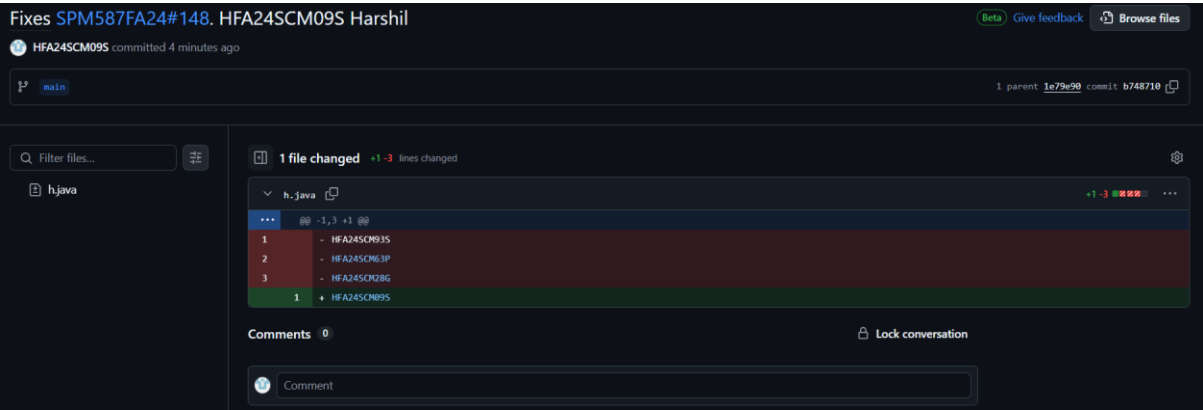 Fixes SPM587FA24#148. HFA24SCM09S Harshil
Beta Give feedback Browse files
HFA24SCM09S committed 4 minutes ago
main
1 parent 1e79e90 commit b748710
Filter files...
1 file changed +1 -3 lines changed
h.java
h.java
+1 -3
@@ -1,3 +1 @@
1 - HFA24SCM93S
2 - HFA24SCM63P
3 - HFA24SCM28G
1 + HFA24SCM09S
Comments 0
Lock conversation
Comment